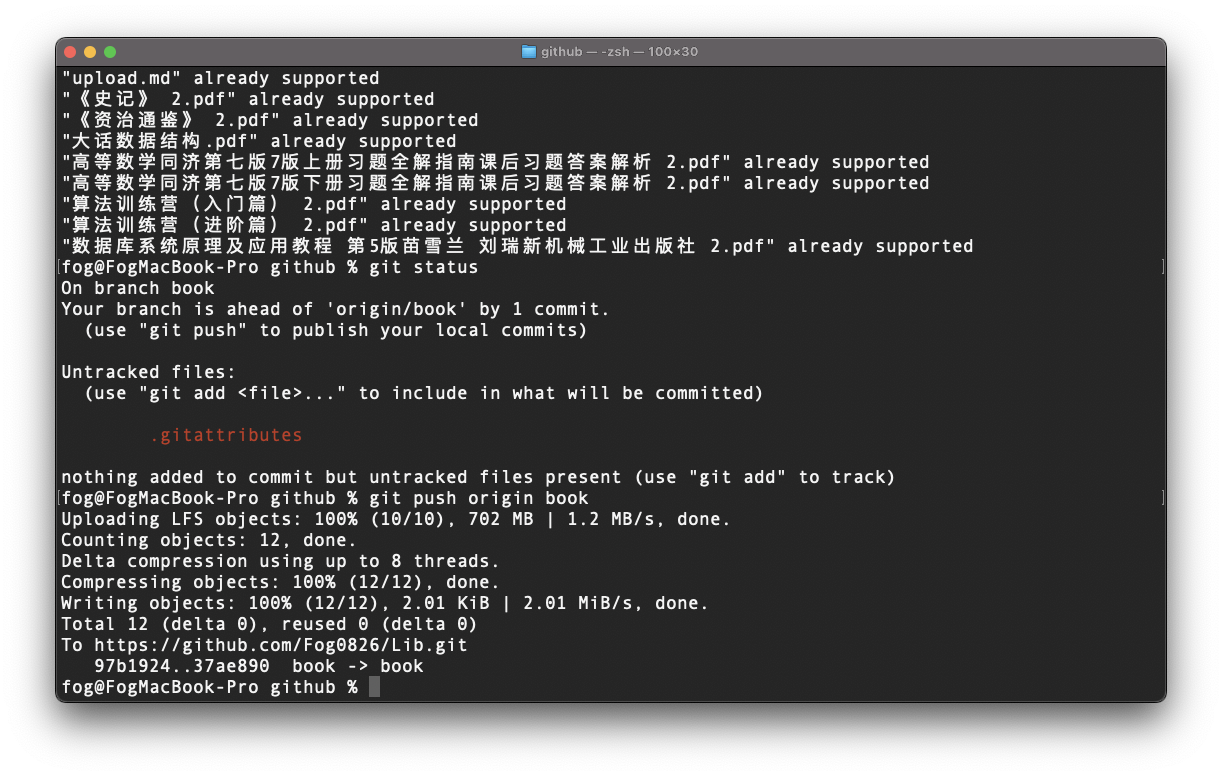 github — -zsh — 100×30
"upload.md" already supported
"《史记》 2.pdf" already supported
"《资治通鉴》 2.pdf" already supported
"大话数据结构.pdf" already supported
"高等数学同济第七版7版上册习题全解指南课后习题答案解析 2.pdf" already supported
"高等数学同济第七版7版下册习题全解指南课后习题答案解析 2.pdf" already supported
"算法训练营（入门篇） 2.pdf" already supported
"算法训练营（进阶篇） 2.pdf" already supported
"数据库系统原理及应用教程 第5版苗雪兰 刘瑞新机械工业出版社 2.pdf" already supported
[fog@FogMacBook-Pro github % git status ]
On branch book
Your branch is ahead of 'origin/book' by 1 commit.
  (use "git push" to publish your local commits)

Untracked files:
  (use "git add <file>..." to include in what will be committed)

        .gitattributes

nothing added to commit but untracked files present (use "git add" to track)
[fog@FogMacBook-Pro github % git push origin book ]
Uploading LFS objects: 100% (10/10), 702 MB | 1.2 MB/s, done.
Counting objects: 12, done.
Delta compression using up to 8 threads.
Compressing objects: 100% (12/12), done.
Writing objects: 100% (12/12), 2.01 KiB | 2.01 MiB/s, done.
Total 12 (delta 0), reused 0 (delta 0)
To https://github.com/Fog0826/Lib.git
   97b1924..37ae890  book -> book
fog@FogMacBook-Pro github %